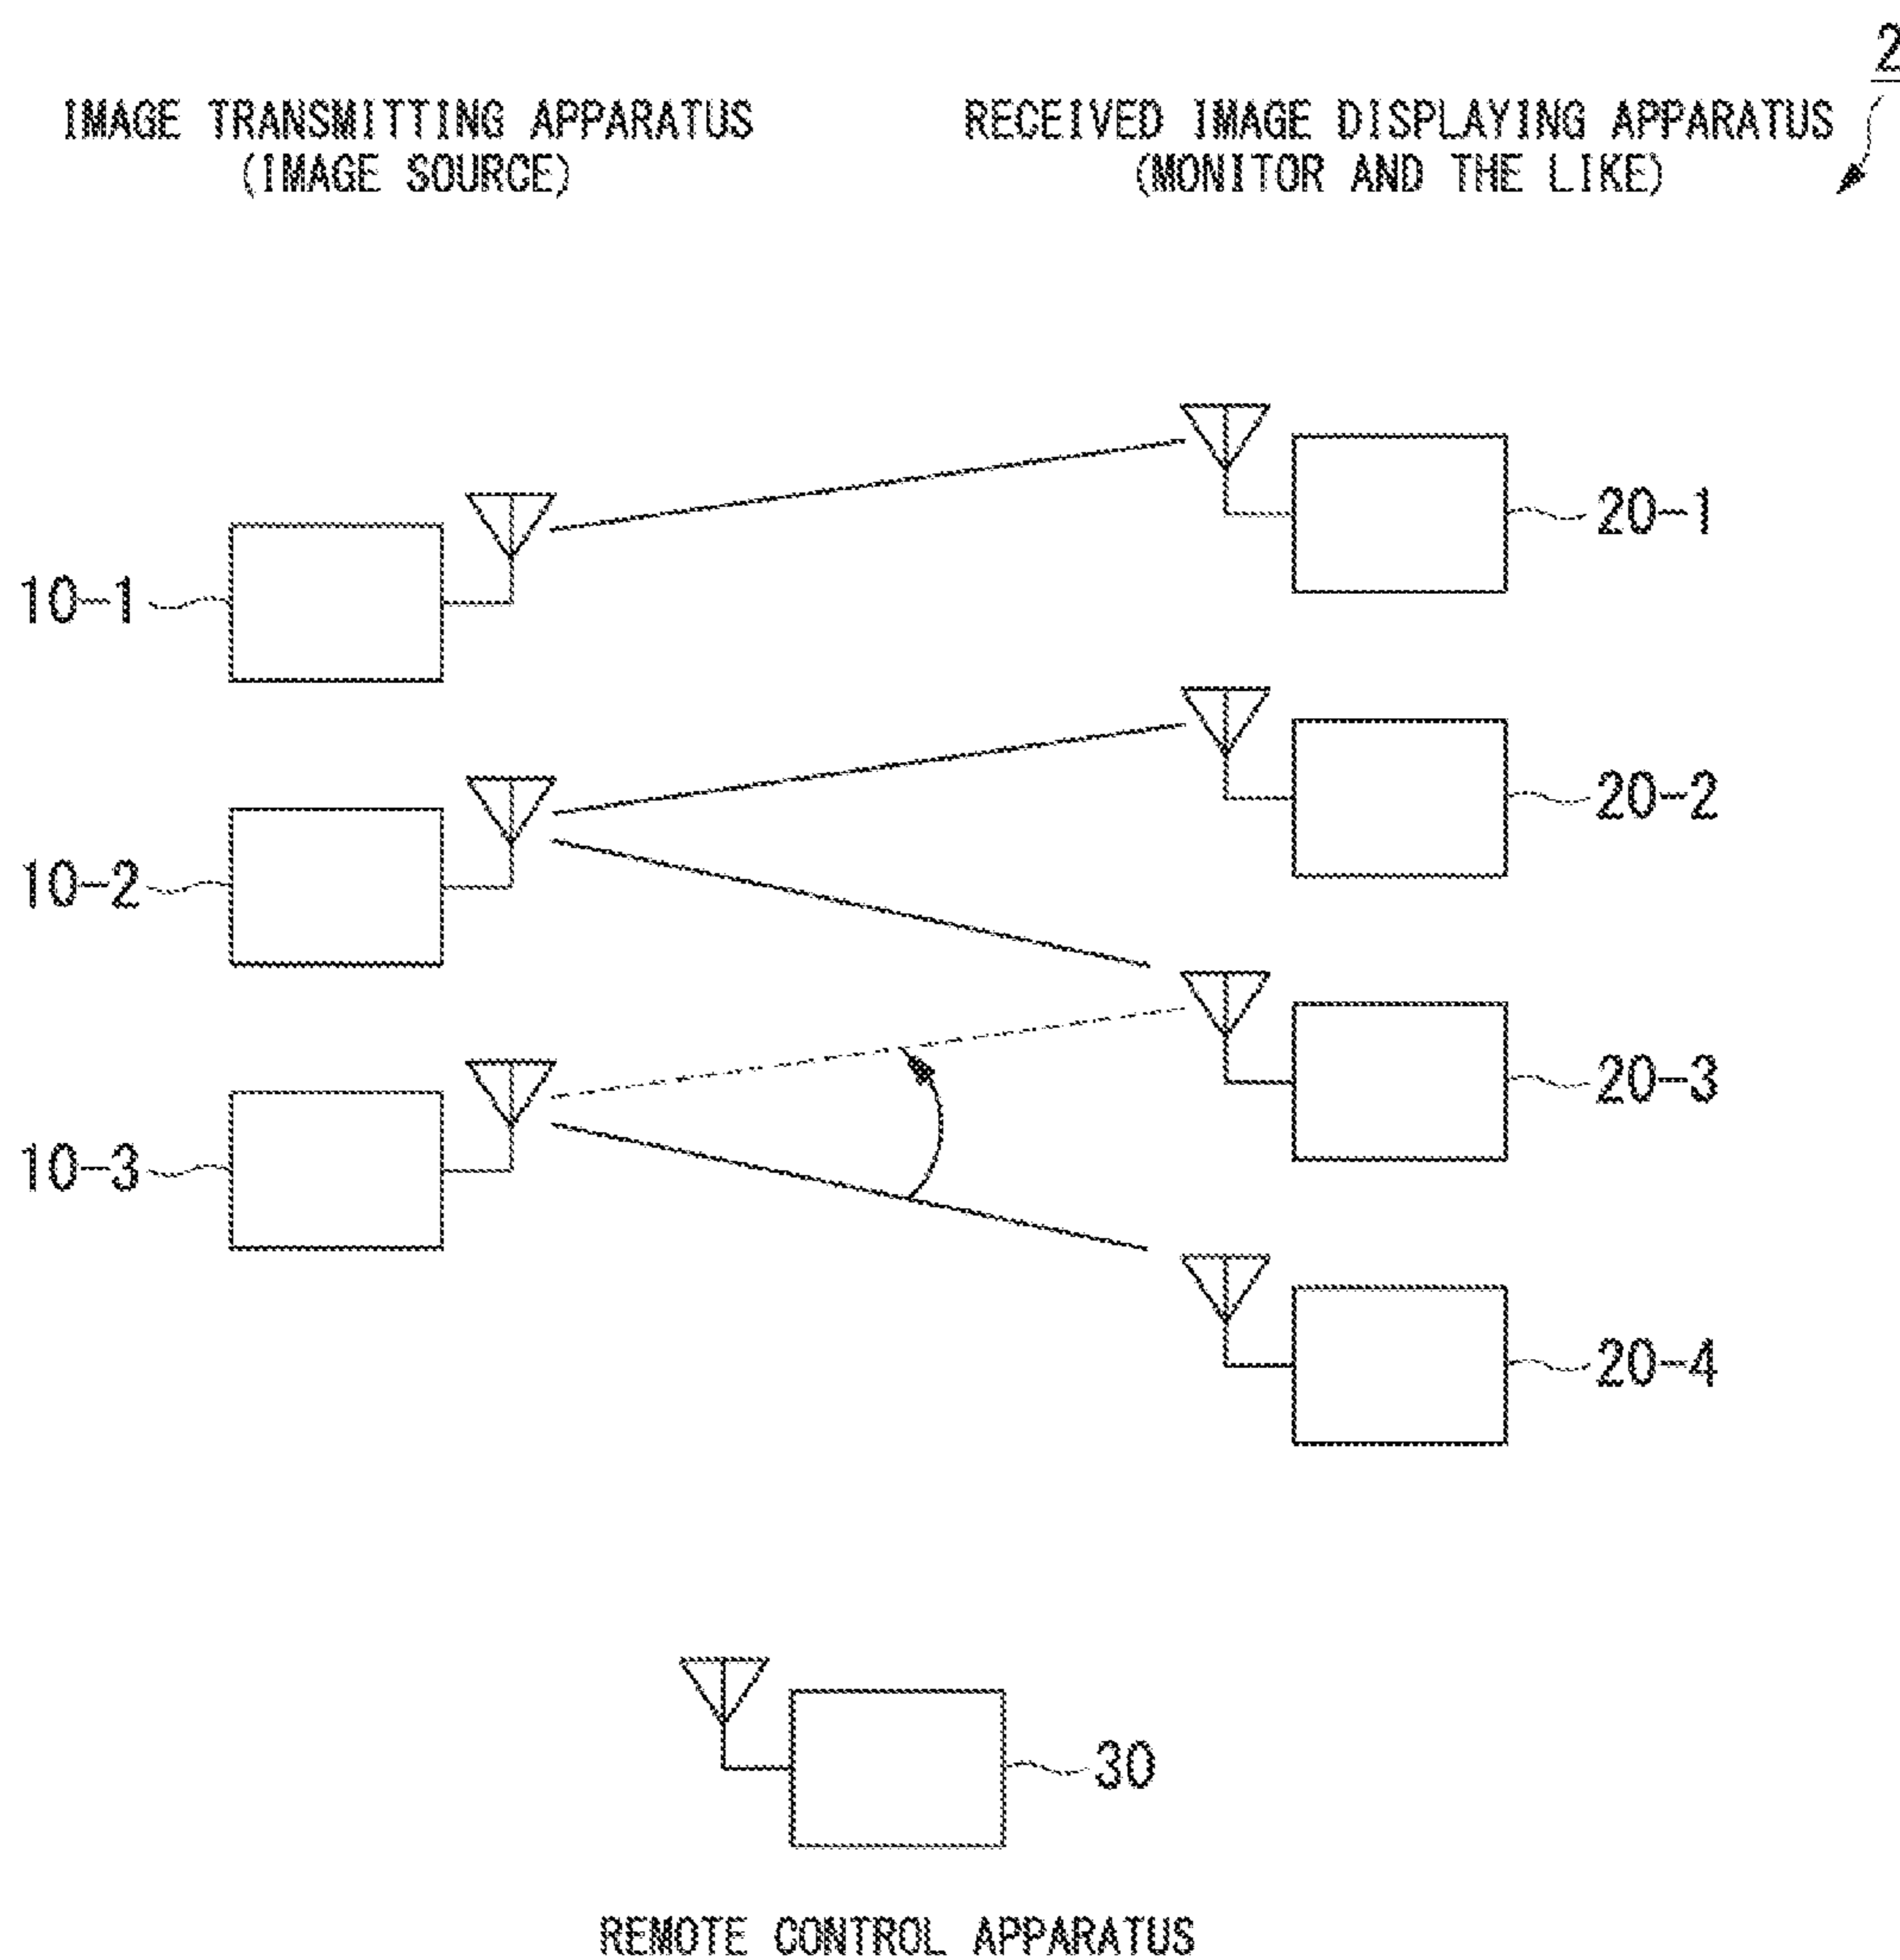 2
IMAGE TRANSMITTING APPARATUS
(IMAGE SOURCE)
RECEIVED IMAGE DISPLAYING APPARATUS
(MONITOR AND THE LIKE)
20-1
10-1
20-2
10-2
20-3
10-3
20-4
30
REMOTE CONTROL APPARATUS